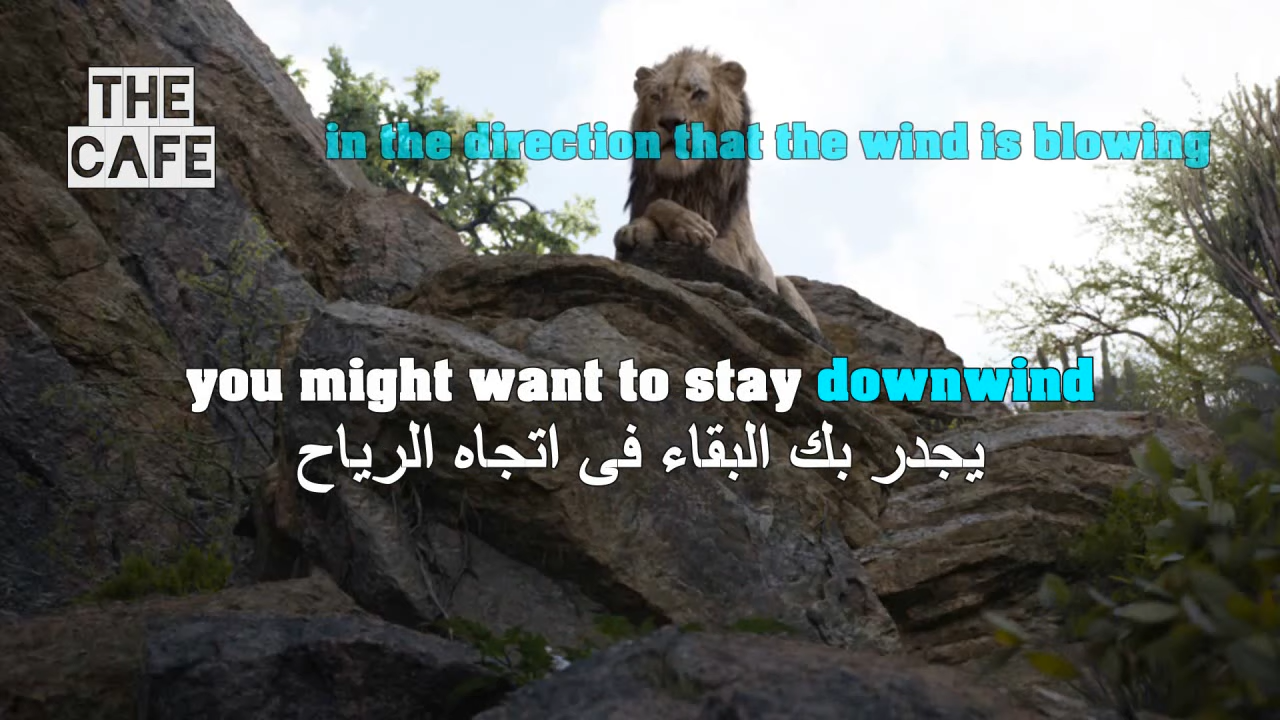 THE
CAFE
in the direction that the wind is blowing
you might want to stay downwind
يجدر بك البقاء فى اتجاه الرياح